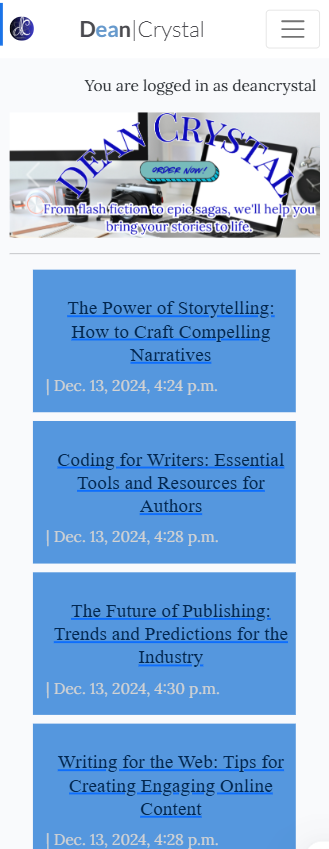 dC
Dean|Crystal
You are logged in as deancrystal
DEAN CRYSTAL
ORDER NOW!
From flash fiction to epic sagas, we'll help you
bring your stories to life.
The Power of Storytelling:
How to Craft Compelling
Narratives
| Dec. 13, 2024, 4:24 p.m.
Coding for Writers: Essential
Tools and Resources for
Authors
| Dec. 13, 2024, 4:28 p.m.
The Future of Publishing:
Trends and Predictions for the
Industry
| Dec. 13, 2024, 4:30 p.m.
Writing for the Web: Tips for
Creating Engaging Online
Content
| Dec. 13, 2024, 4:28 p.m.